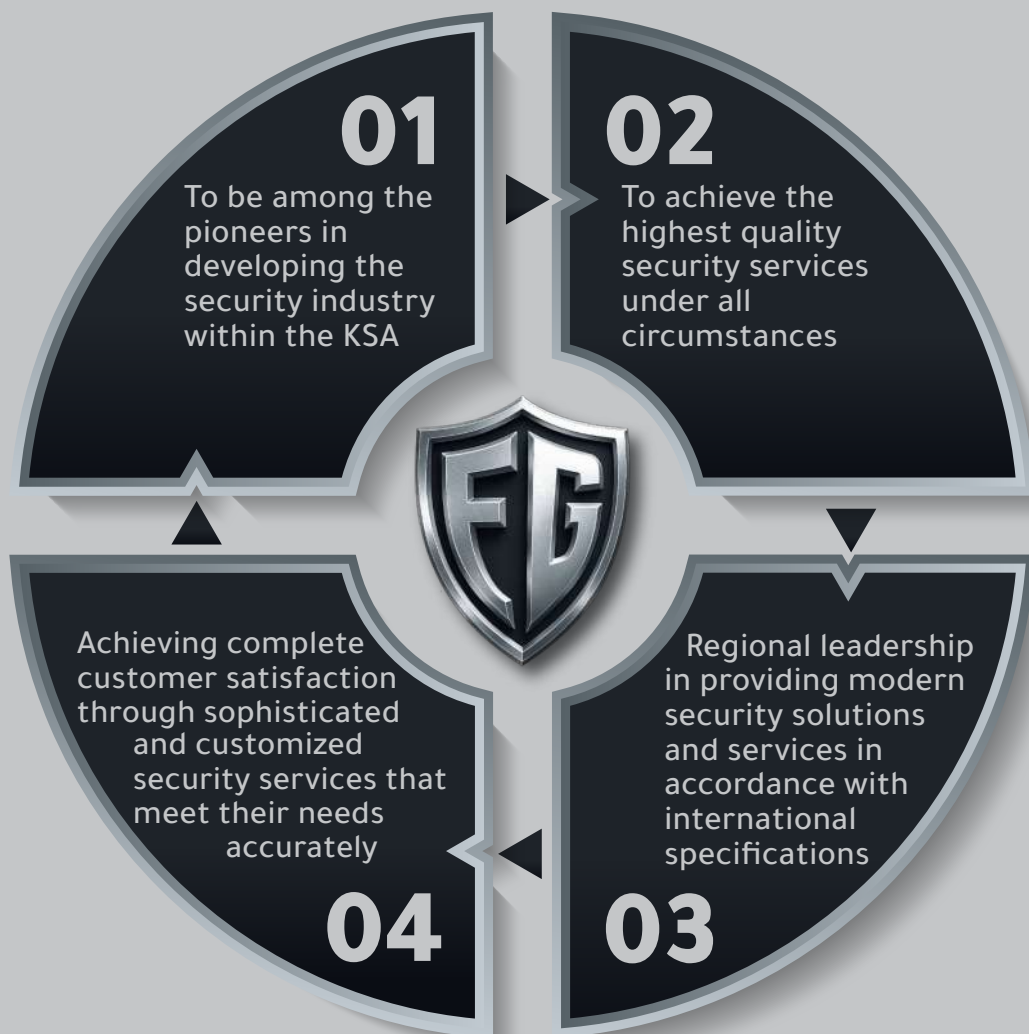 01
To be among the
pioneers in
developing the
security industry
within the KSA
02
To achieve the
highest quality
security services
under all
circumstances
FG
Regional leadership
in providing modern
security solutions
and services in
accordance with
international
specifications
03
Achieving complete
customer satisfaction
through sophisticated
and customized
security services that
meet their needs
accurately
04